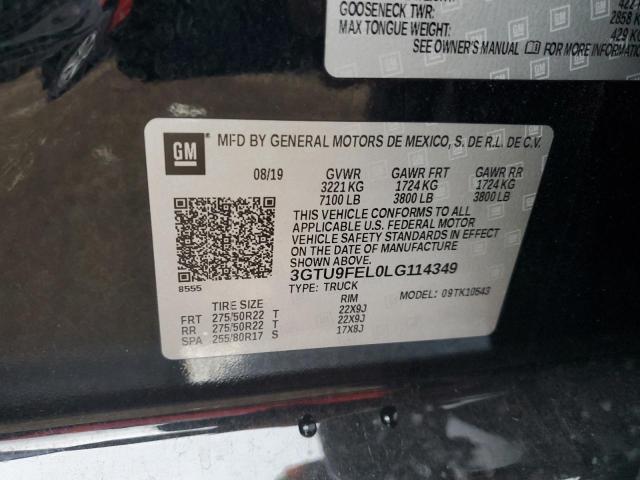 GOOSENECK TWR:
2858
MAX TONGUE WEIGHT:
429 KG
SEE OWNER'S MANUAL FOR MORE INFORMATION
GM
MFD BY GENERAL MOTORS DE MEXICO, S. DE R.L. DE C.V.
08/19 GVWR GAWR FRT GAWR RR
3221 KG 1724 KG 1724 KG
7100 LB 3800 LB 3800 LB
THIS VEHICLE CONFORMS TO ALL
APPLICABLE U.S. FEDERAL MOTOR
VEHICLE SAFETY STANDARDS IN EFFECT
ON THE DATE OF MANUFACTURE
SHOWN ABOVE.
3GTU9FEL0LG114349
8555
TYPE: TRUCK MODEL: 09TK10543
TIRE SIZE RIM
FRT 275/50R22 T 22X9J
RR 275/50R22 T 22X9J
SPA 255/80R17 S 17X8J